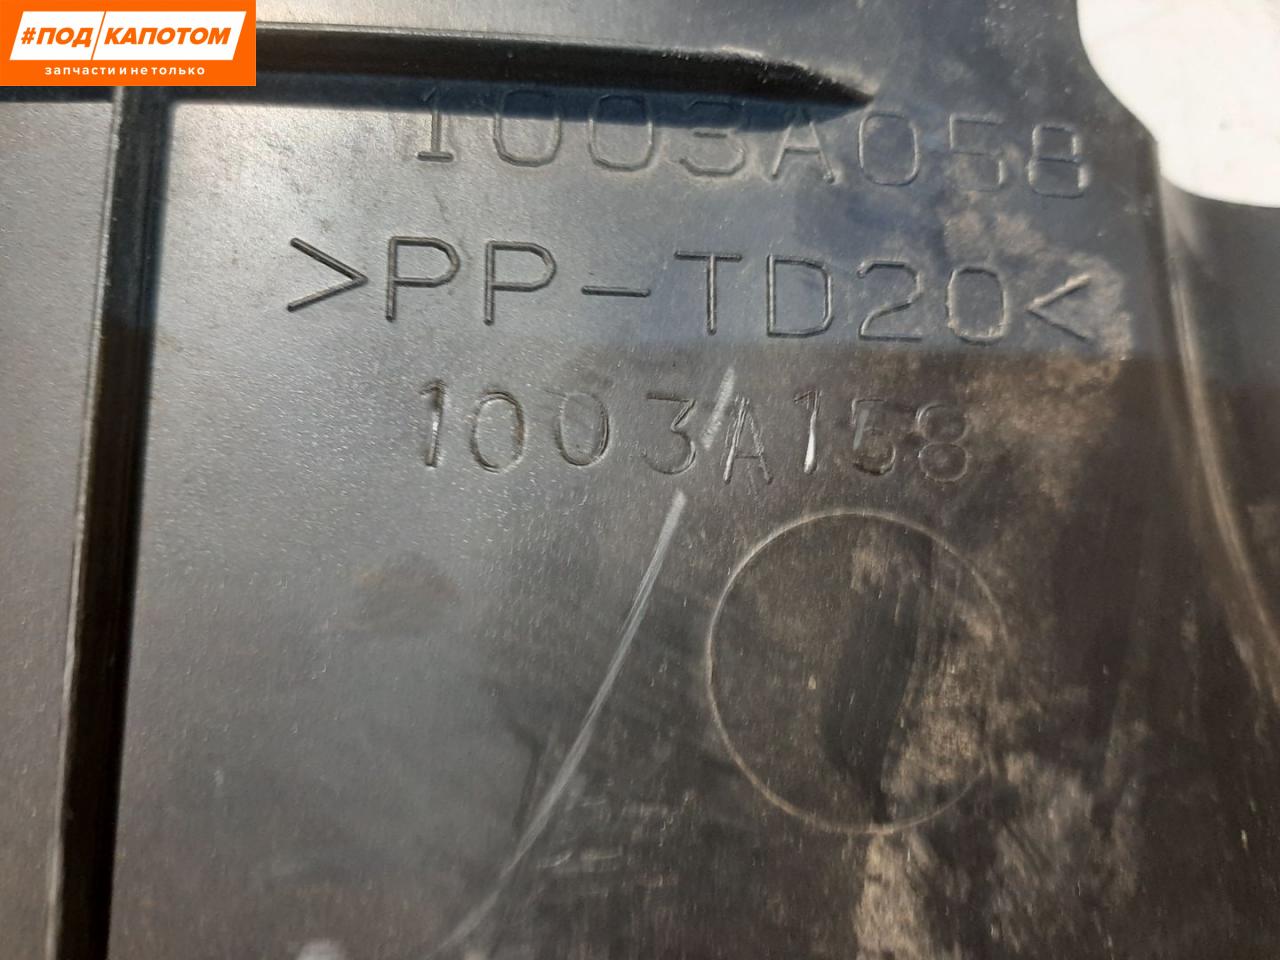 #ПОД КАПОТОМ
запчасти и не только
1003A058
>PP-TD20<
1003A158